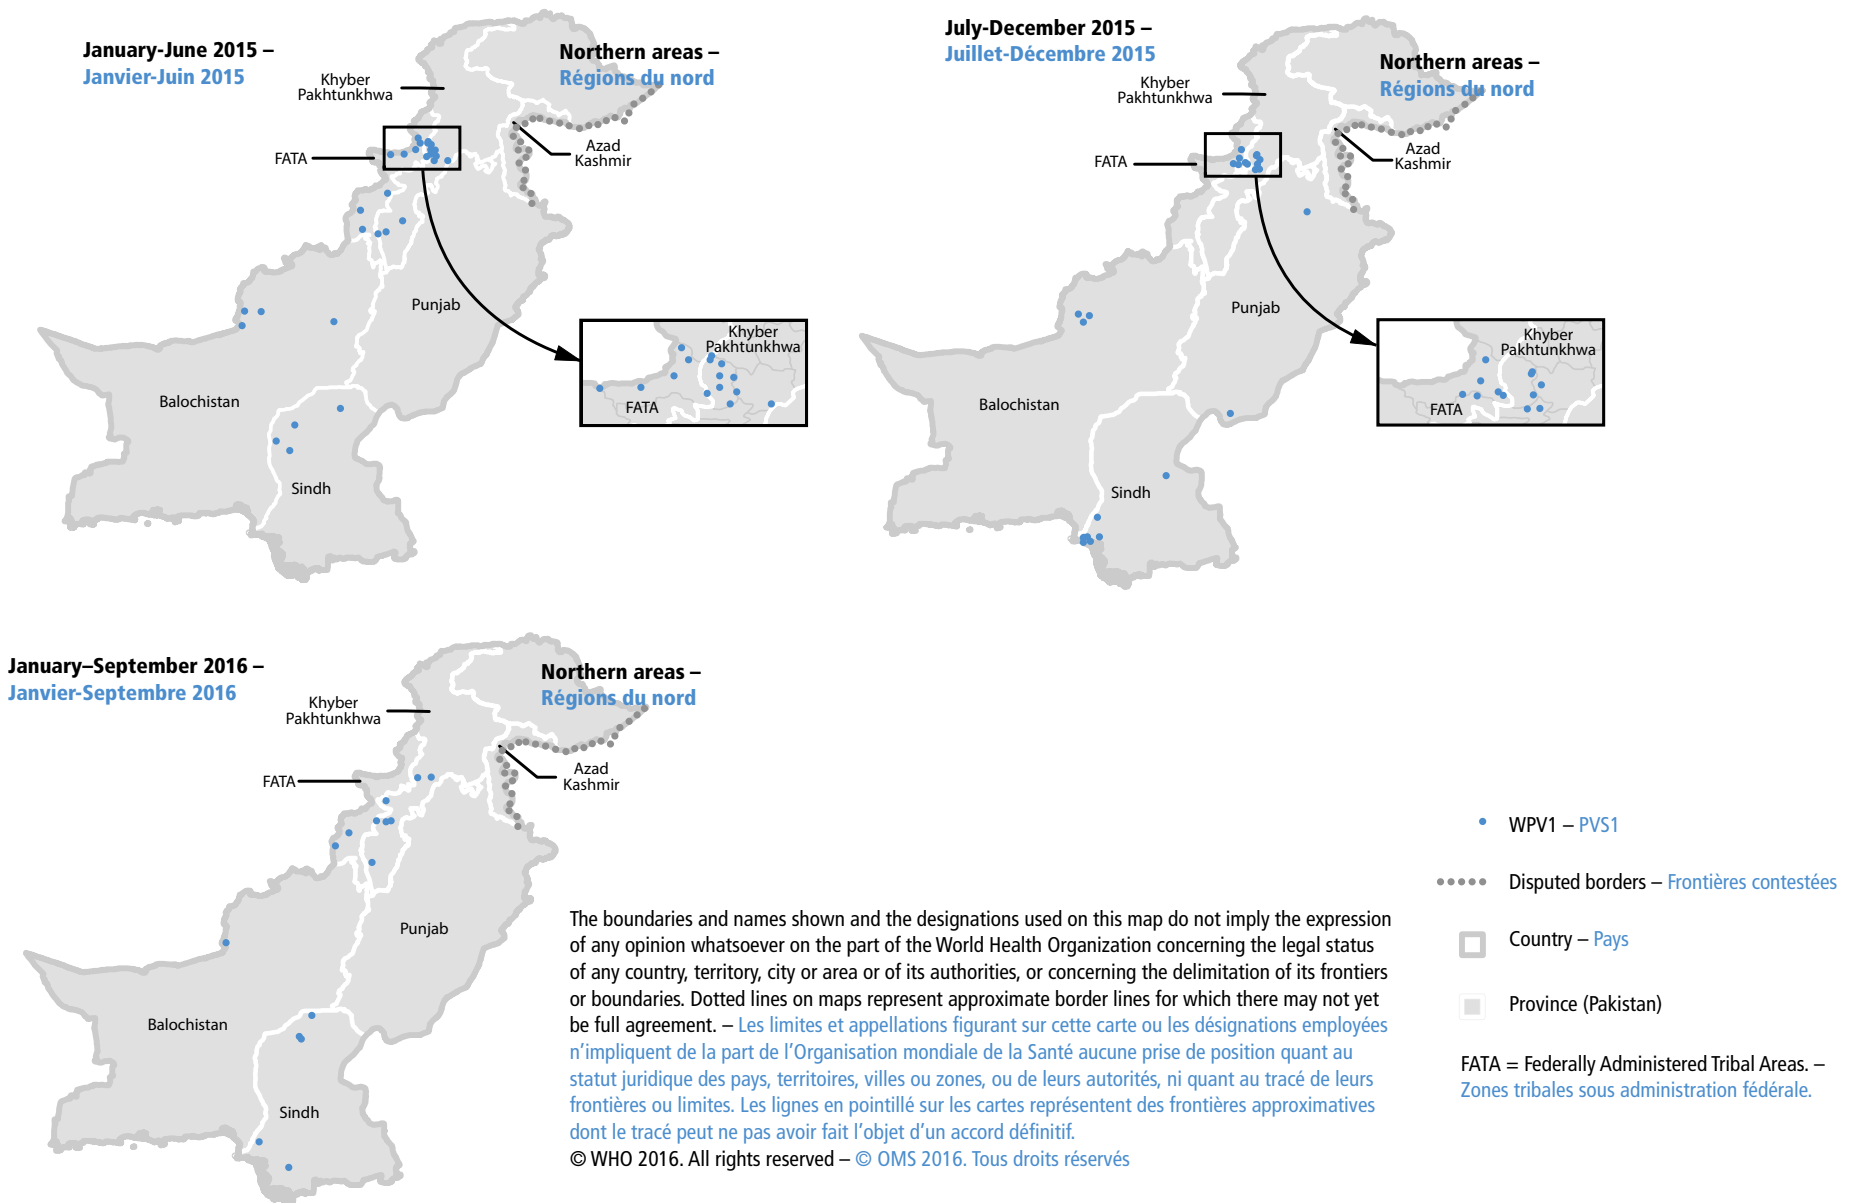 January-June 2015 –
Janvier-Juin 2015
Northern areas –
Régions du nord
Khyber
Pakhtunkhwa
FATA
Azad
Kashmir
Punjab
Balochistan
Sindh
Khyber
Pakhtunkhwa
FATA
July-December 2015 –
Juillet-Décembre 2015
Northern areas –
Régions du nord
Khyber
Pakhtunkhwa
FATA
Azad
Kashmir
Punjab
Balochistan
Sindh
Khyber
Pakhtunkhwa
FATA
January–September 2016 –
Janvier-Septembre 2016
Northern areas –
Régions du nord
Khyber
Pakhtunkhwa
FATA
Azad
Kashmir
Punjab
Balochistan
Sindh
The boundaries and names shown and the designations used on this map do not imply the expression
of any opinion whatsoever on the part of the World Health Organization concerning the legal status
of any country, territory, city or area or of its authorities, or concerning the delimitation of its frontiers
or boundaries. Dotted lines on maps represent approximate border lines for which there may not yet
be full agreement. – Les limites et appellations figurant sur cette carte ou les désignations employées
n’impliquent de la part de l’Organisation mondiale de la Santé aucune prise de position quant au
statut juridique des pays, territoires, villes ou zones, ou de leurs autorités, ni quant au tracé de leurs
frontières ou limites. Les lignes en pointillé sur les cartes représentent des frontières approximatives
dont le tracé peut ne pas avoir fait l’objet d’un accord définitif.
© WHO 2016. All rights reserved – © OMS 2016. Tous droits réservés
WPV1 – PVS1
Disputed borders – Frontières contestées
Country – Pays
Province (Pakistan)
FATA = Federally Administered Tribal Areas. –
Zones tribales sous administration fédérale.